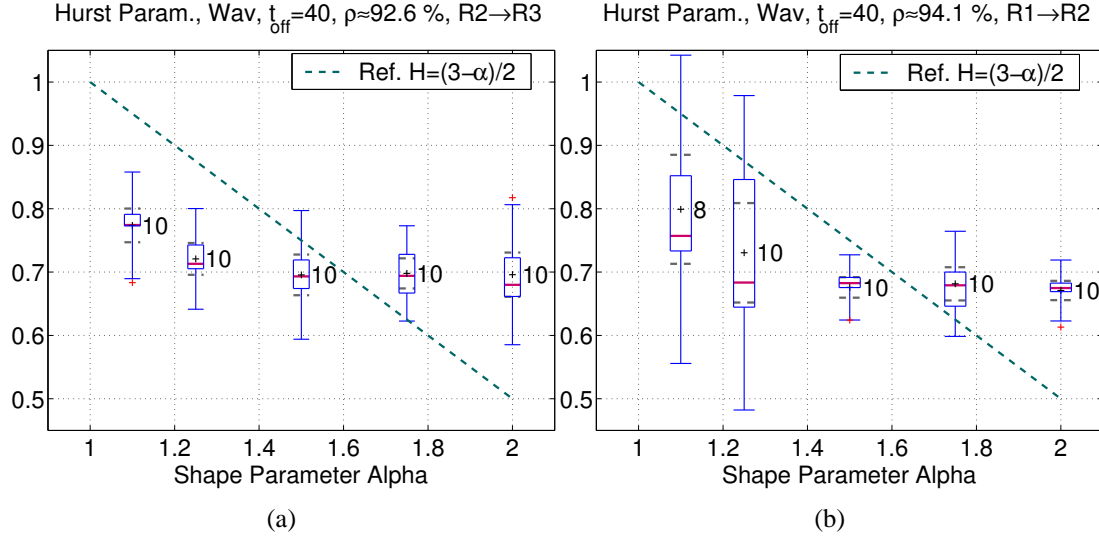 Hurst Param., Wav, t_off=40, ρ≈92.6 %, R2→R3
Ref. H=(3−α)/2
1
0.9
0.8
0.7
0.6
0.5
10
10
10
10
10
1 1.2 1.4 1.6 1.8 2
Shape Parameter Alpha
(a)
Hurst Param., Wav, t_off=40, ρ≈94.1 %, R1→R2
Ref. H=(3−α)/2
1
0.9
0.8
0.7
0.6
0.5
8
10
10
10
10
1 1.2 1.4 1.6 1.8 2
Shape Parameter Alpha
(b)